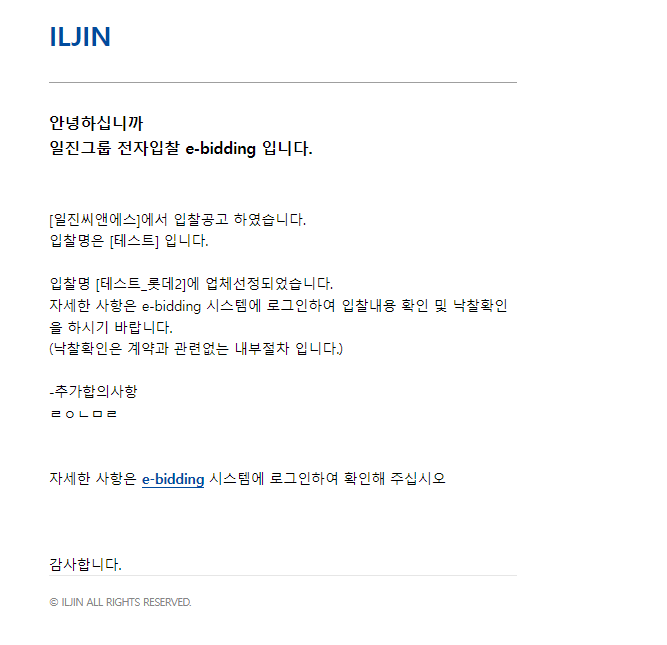 ILJIN
안녕하십니까
일진그룹 전자입찰 e-bidding 입니다.
[일진씨앤에스]에서 입찰공고 하였습니다.
입찰명은 [테스트] 입니다.
입찰명 [테스트_롯데2]에 업체선정되었습니다.
자세한 사항은 e-bidding 시스템에 로그인하여 입찰내용 확인 및 낙찰확인
을 하시기 바랍니다.
(낙찰확인은 계약과 관련없는 내부절차 입니다.)
-추가합의사항
ㄹㅇㄴㅁㄹ
자세한 사항은 e-bidding 시스템에 로그인하여 확인해 주십시오
감사합니다.
© ILJIN ALL RIGHTS RESERVED.